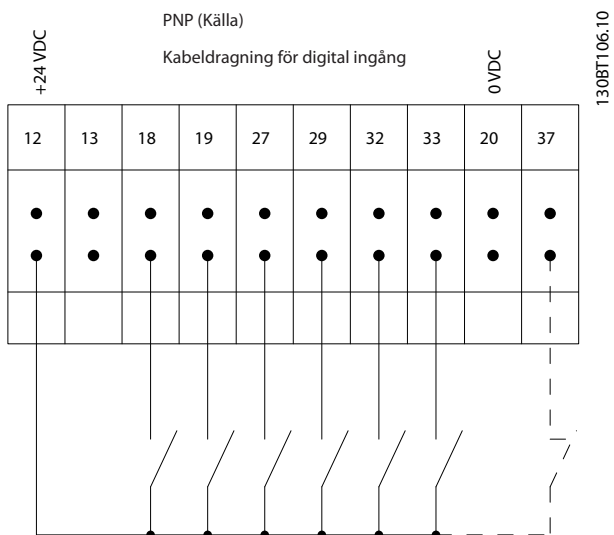 PNP (Källa)
Kabeldragning för digital ingång
+24 VDC
0 VDC
130BT106.10
12 13 18 19 27 29 32 33 20 37